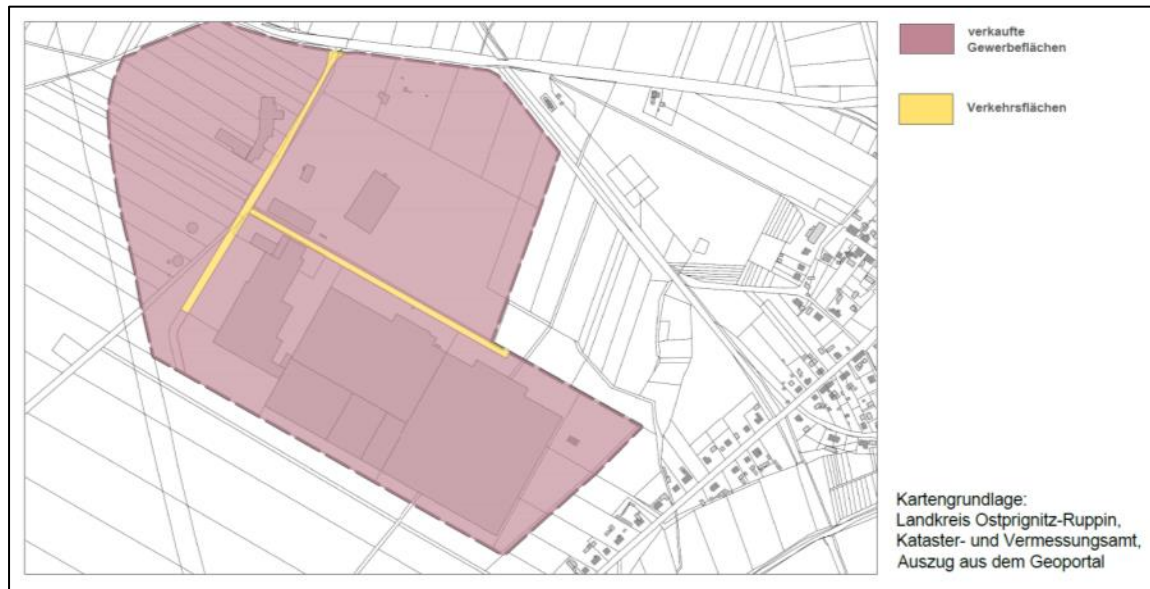 verkaufte
Gewerbeflächen
Verkehrsflächen
Kartengrundlage:
Landkreis Ostprignitz-Ruppin,
Kataster- und Vermessungsamt,
Auszug aus dem Geoportal